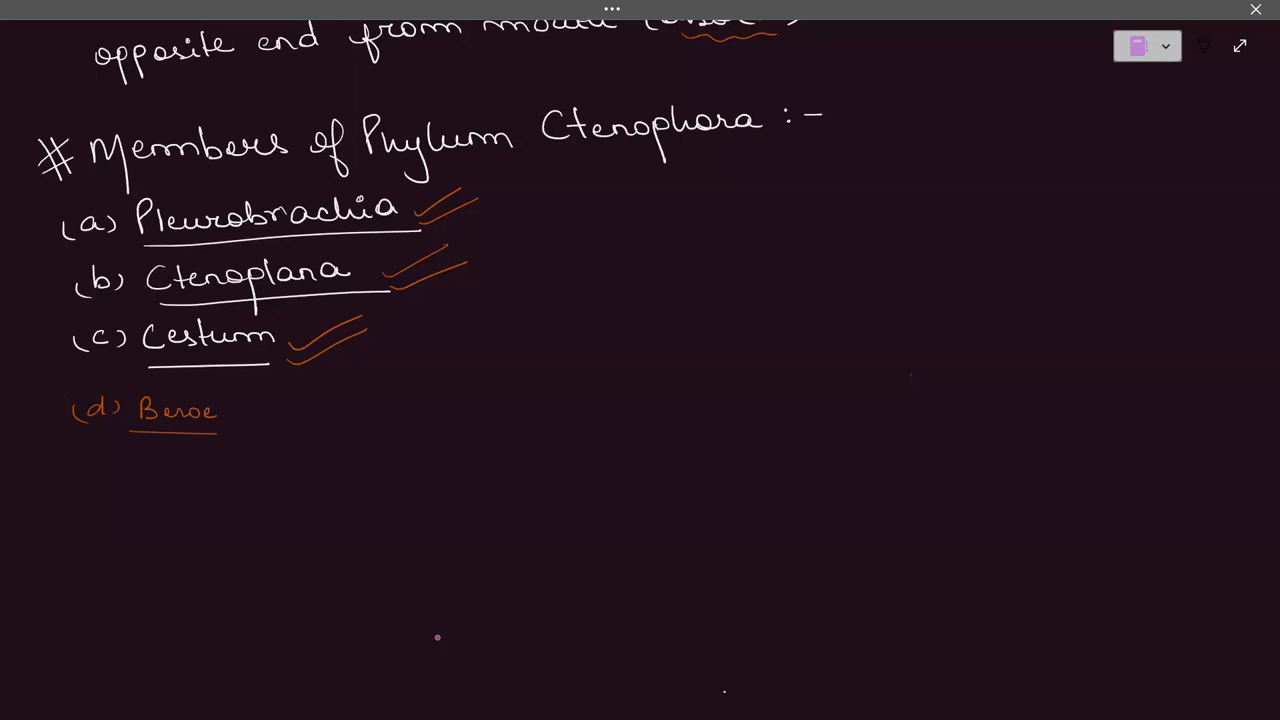 opposite end from mouth
# Members of Phylum Ctenophora :-
(a) Pleurobrachia
(b) Ctenoplana
(c) Cestum
(d) Beroe